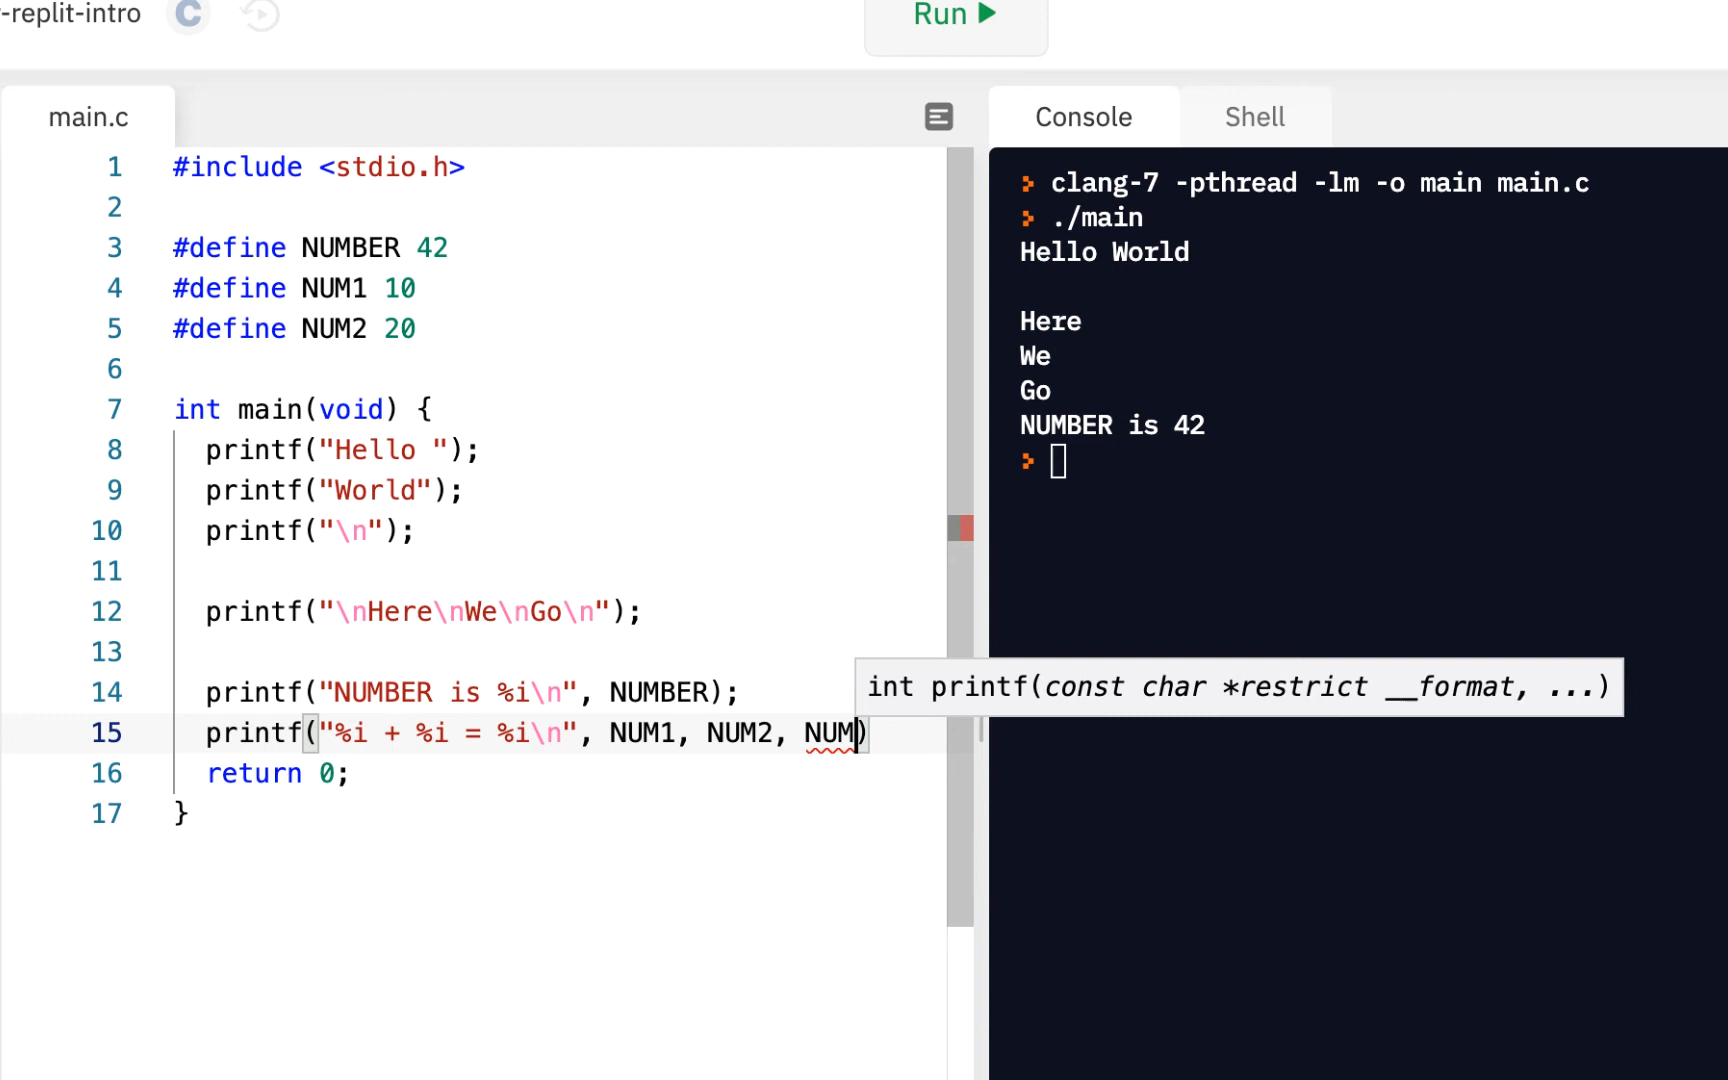 -replit-intro C
Run
main.c
Console Shell
1 #include <stdio.h>
2
3 #define NUMBER 42
4 #define NUM1 10
5 #define NUM2 20
6
7 int main(void) {
8 printf("Hello ");
9 printf("World");
10 printf("\n");
11
12 printf("\nHere\nWe\nGo\n");
13
14 printf("NUMBER is %i\n", NUMBER);
15 printf("%i + %i = %i\n", NUM1, NUM2, NUM)
16 return 0;
17 }
int printf(const char *restrict __format, ...)
> clang-7 -pthread -lm -o main main.c
> ./main
Hello World
Here
We
Go
NUMBER is 42
>